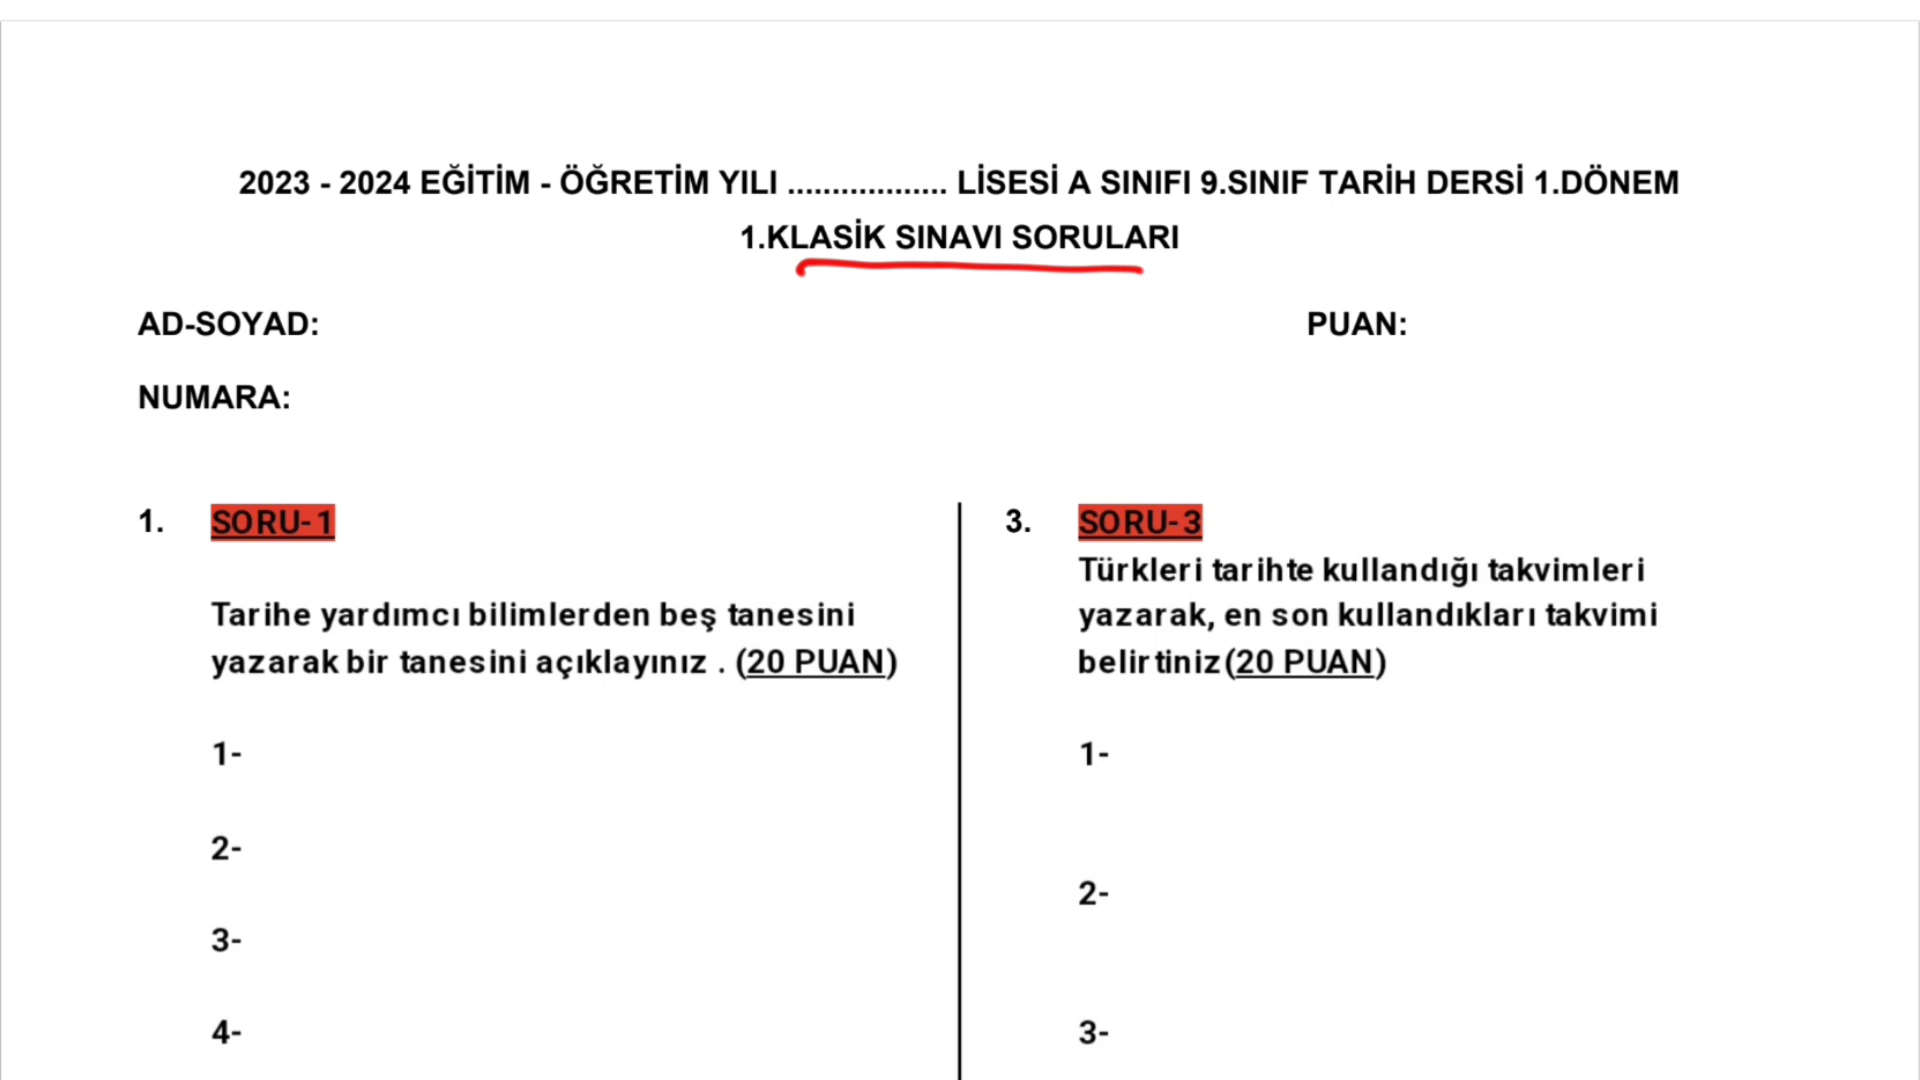 2023 - 2024 EĞİTİM - ÖĞRETİM YILI .................. LİSESİ A SINIFI 9.SINIF TARİH DERSİ 1.DÖNEM
1.KLASİK SINAVI SORULARI
AD-SOYAD:
PUAN:
NUMARA:
1. SORU-1
Tarihe yardımcı bilimlerden beş tanesini
yazarak bir tanesini açıklayınız . (20 PUAN)
1-
2-
3-
4-
3. SORU-3
Türkleri tarihte kullandığı takvimleri
yazarak, en son kullandıkları takvimi
belirtiniz(20 PUAN)
1-
2-
3-